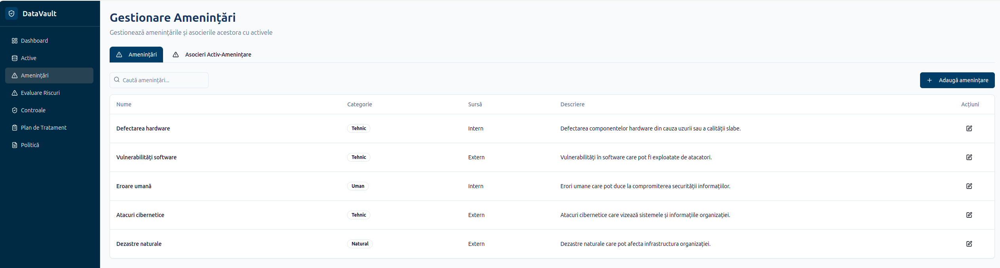 DataVault
Dashboard
Active
Amenințări
Evaluare Riscuri
Controale
Plan de Tratament
Politică
Gestionare Amenințări
Gestionează amenințările și asocierile acestora cu activele
Amenințări Asocieri Activ-Amenințare
Caută amenințări... Adaugă amenințare
Nume Categorie Sursă Descriere Acțiuni
Defectarea hardware Tehnic Intern Defectarea componentelor hardware din cauza uzurii sau a calității slabe.
Vulnerabilități software Tehnic Extern Vulnerabilități în software care pot fi exploatate de atacatori.
Eroare umană Uman Intern Erori umane care pot duce la compromiterea securității informațiilor.
Atacuri cibernetice Tehnic Extern Atacuri cibernetice care vizează sistemele și informațiile organizației.
Dezastre naturale Natural Extern Dezastre naturale care pot afecta infrastructura organizației.